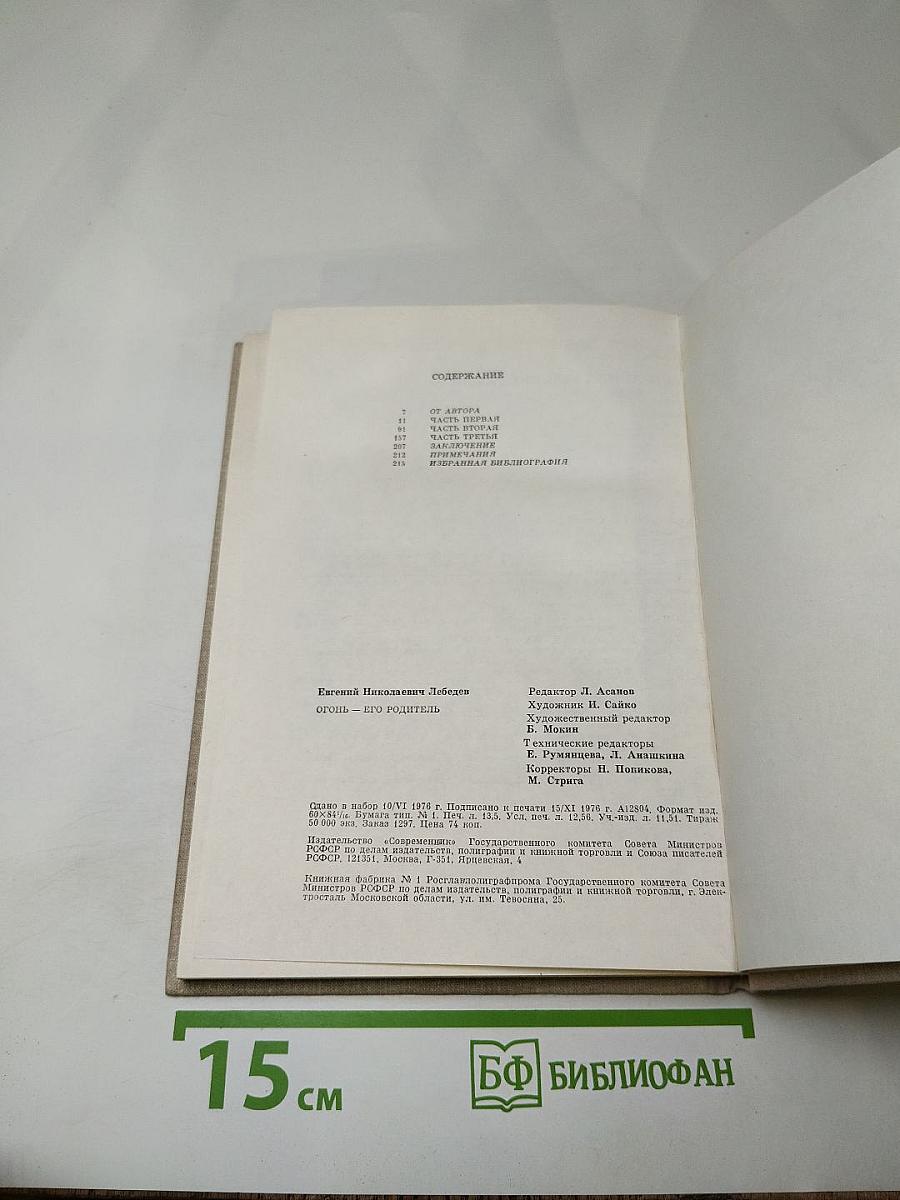 СОДЕРЖАНИЕ
7 ОТ АВТОРА
11 ЧАСТЬ ПЕРВАЯ
91 ЧАСТЬ ВТОРАЯ
157 ЧАСТЬ ТРЕТЬЯ
207 ЗАКЛЮЧЕНИЕ
212 ПРИМЕЧАНИЯ
215 ИЗБРАННАЯ БИБЛИОГРАФИЯ
Евгений Николаевич Лебедев
ОГОНЬ — ЕГО РОДИТЕЛЬ
Редактор Л. Асанов
Художник И. Сайко
Художественный редактор
Б. Мокин
Технические редакторы
Е. Румянцева, Л. Анашкина
Корректоры Н. Попикова,
М. Стрига
Сдано в набор 10/VI 1976 г. Подписано к печати 15/XI 1976 г. А12804. Формат изд.
60×84¹/₁₆. Бумага тип. № 1. Печ. л. 13,5. Усл. печ. л. 12,56. Уч.-изд. л. 11,51. Тираж
50 000 экз. Заказ 1297. Цена 74 коп.
Издательство «Современник» Государственного комитета Совета Министров
РСФСР по делам издательств, полиграфии и книжной торговли и Союза писателей
РСФСР. 121351, Москва, Г-351, Ярцевская, 4
Книжная фабрика № 1 Росглавполиграфпрома Государственного комитета Совета
Министров РСФСР по делам издательств, полиграфии и книжной торговли, г. Элек-
тросталь Московской области, ул. им. Тевосяна, 25.
15 см
БФ БИБЛИОФАН